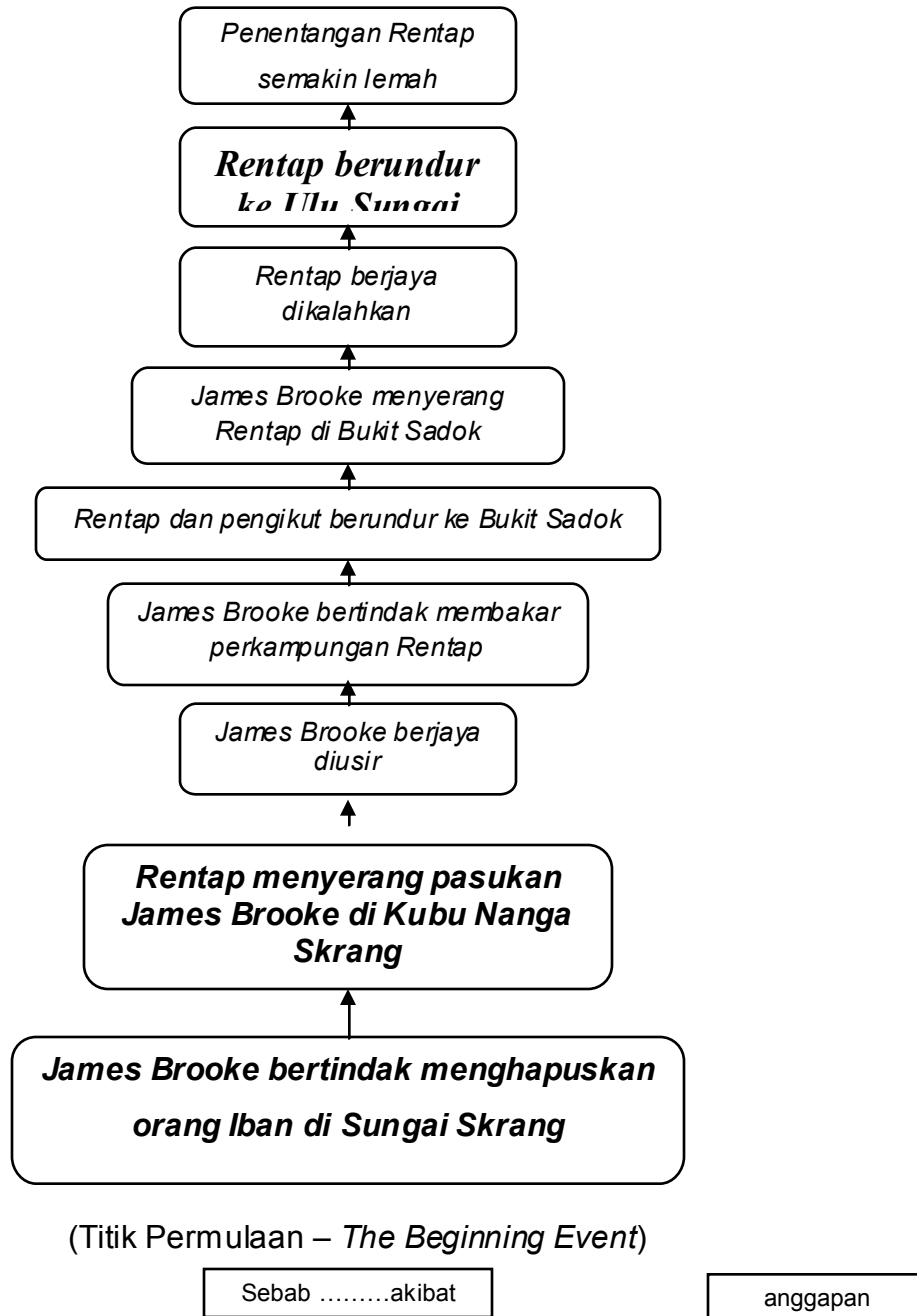 Penentangan Rentap
semakin lemah
Rentap berundur
ke Ulu Sungai
Rentap berjaya
dikalahkan
James Brooke menyerang
Rentap di Bukit Sadok
Rentap dan pengikut berundur ke Bukit Sadok
James Brooke bertindak membakar
perkampungan Rentap
James Brooke berjaya
diusir
Rentap menyerang pasukan
James Brooke di Kubu Nanga
Skrang
James Brooke bertindak menghapuskan
orang Iban di Sungai Skrang
(Titik Permulaan – The Beginning Event)
Sebab .........akibat
anggapan